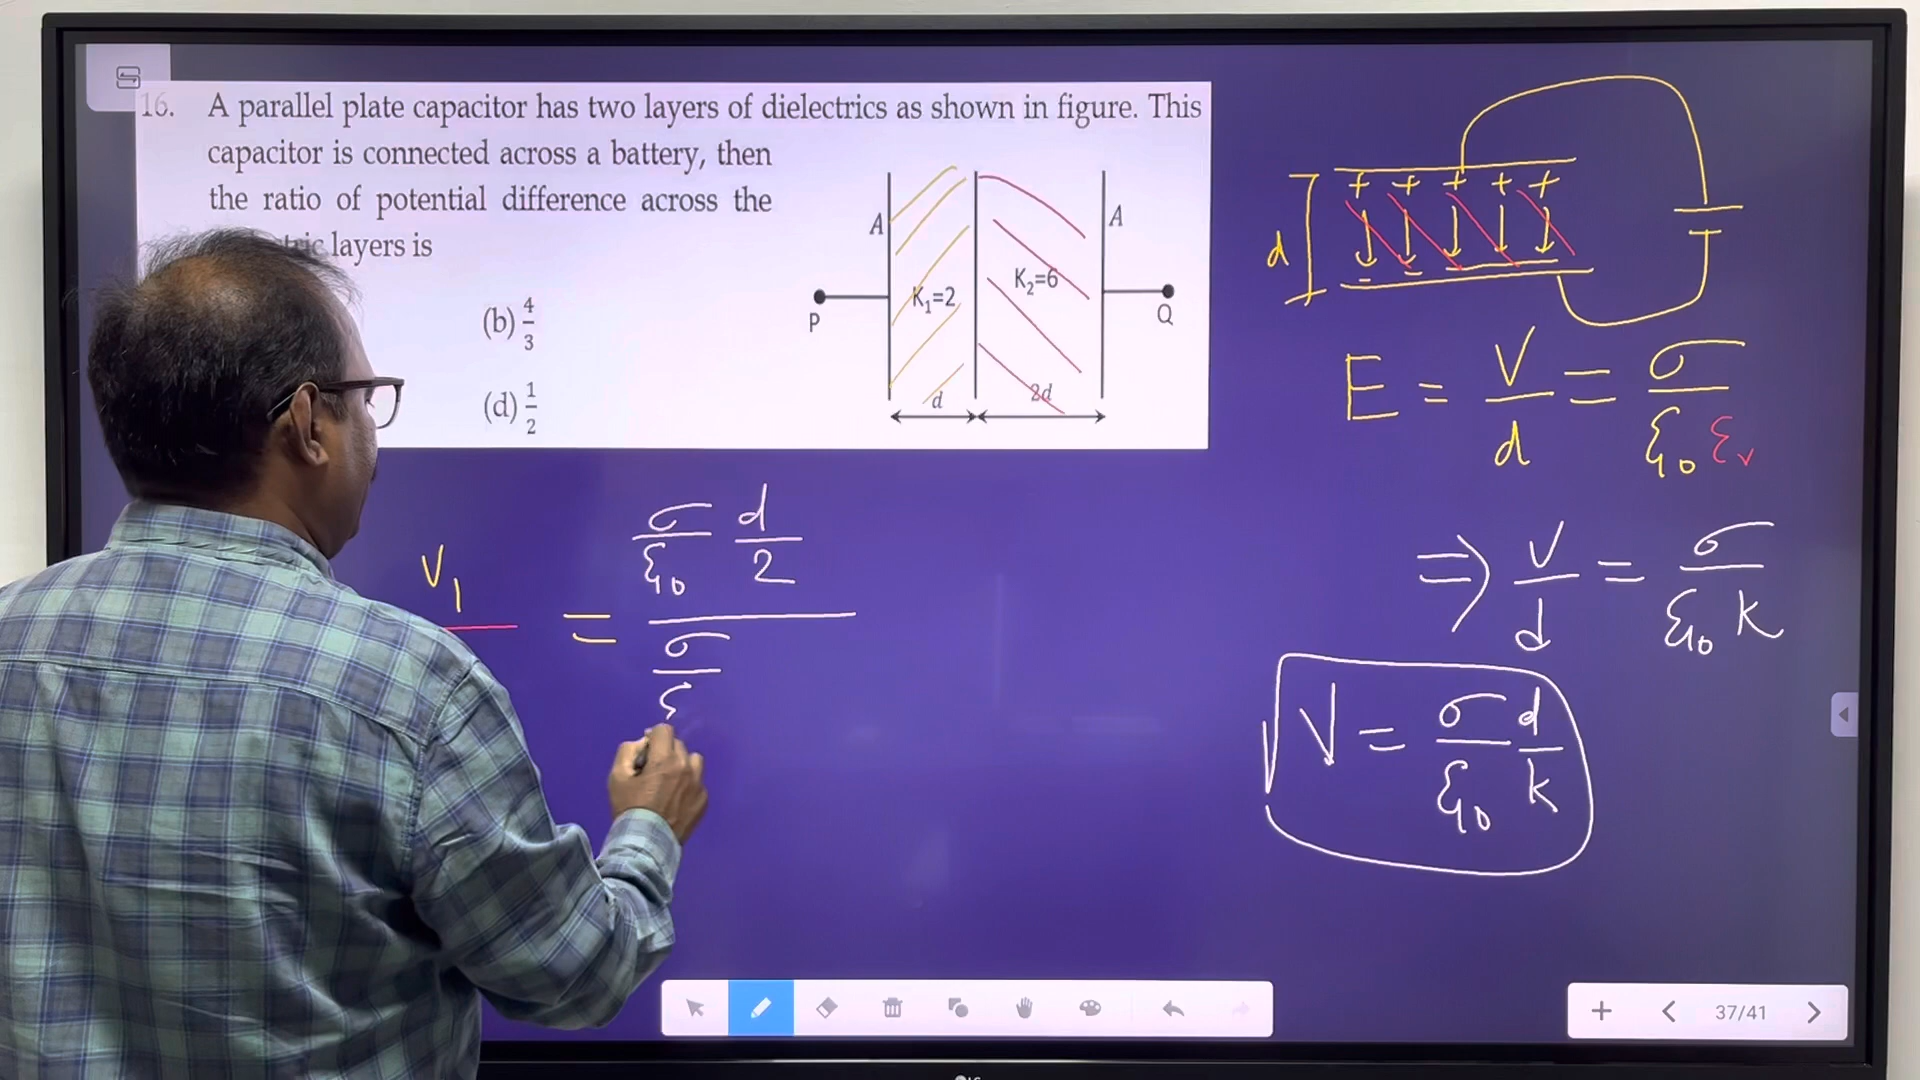 16. A parallel plate capacitor has two layers of dielectrics as shown in figure. This
capacitor is connected across a battery, then
the ratio of potential difference across the
layers is
(b) 4/3
(d) 1/2
A
A
K₁=2
K₂=6
P
Q
d
2d
+ + + + +
d
- -
E = V/d = σ/ε₀εᵣ
⇒ V/d = σ/ε₀k
V = σ/ε₀ d/k
V₁
= σ/ε₀ d/2
σ
37/41